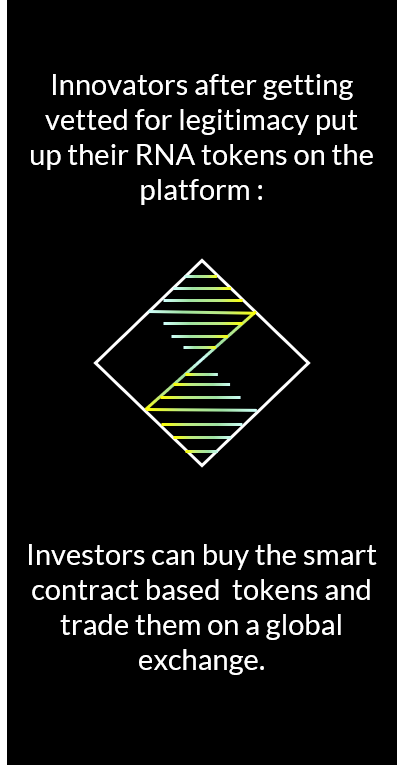 Innovators after getting
vetted for legitimacy put
up their RNA tokens on the
platform :
Investors can buy the smart
contract based  tokens and
trade them on a global
exchange.